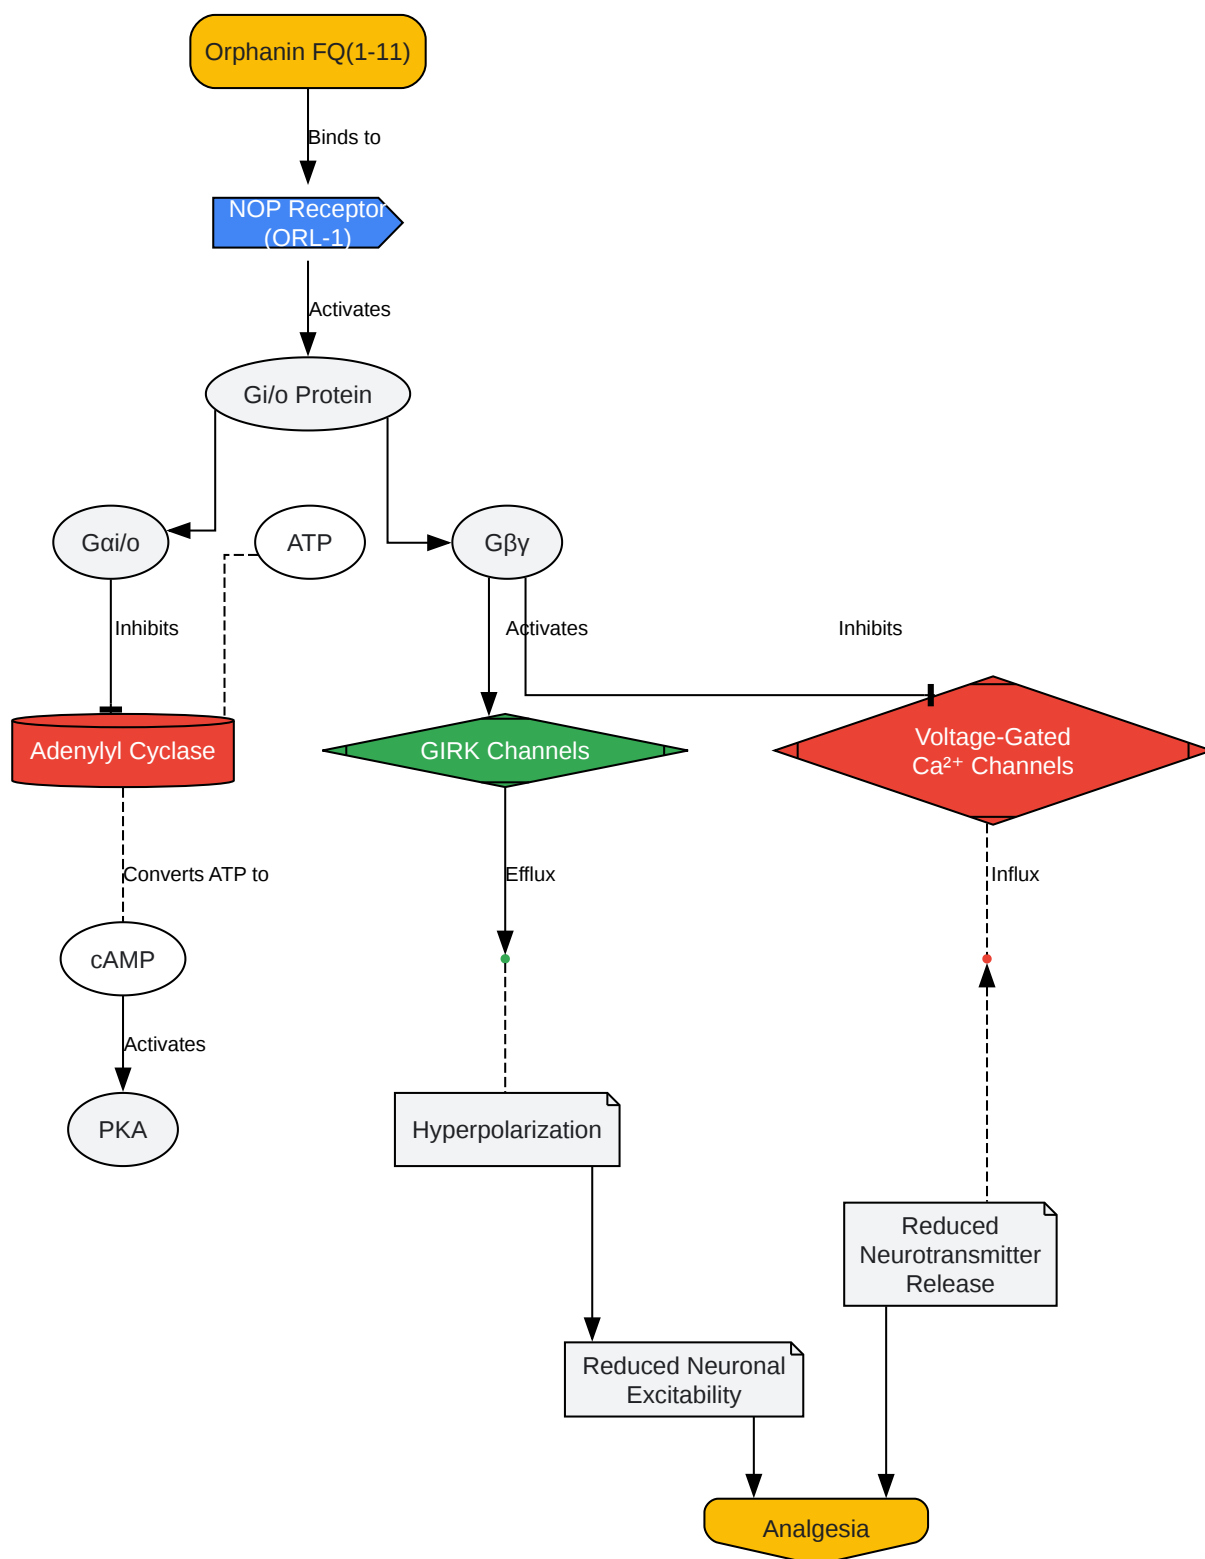 Orphanin FQ(1-11)
Binds to
NOP Receptor
(ORL-1)
Activates
Gi/o Protein
Gαi/o
ATP
Gβγ
Inhibits
Activates
Inhibits
Adenylyl Cyclase
GIRK Channels
Voltage-Gated
Ca²⁺ Channels
Converts ATP to
Efflux
Influx
cAMP
Activates
PKA
Hyperpolarization
Reduced
Neurotransmitter
Release
Reduced Neuronal
Excitability
Analgesia